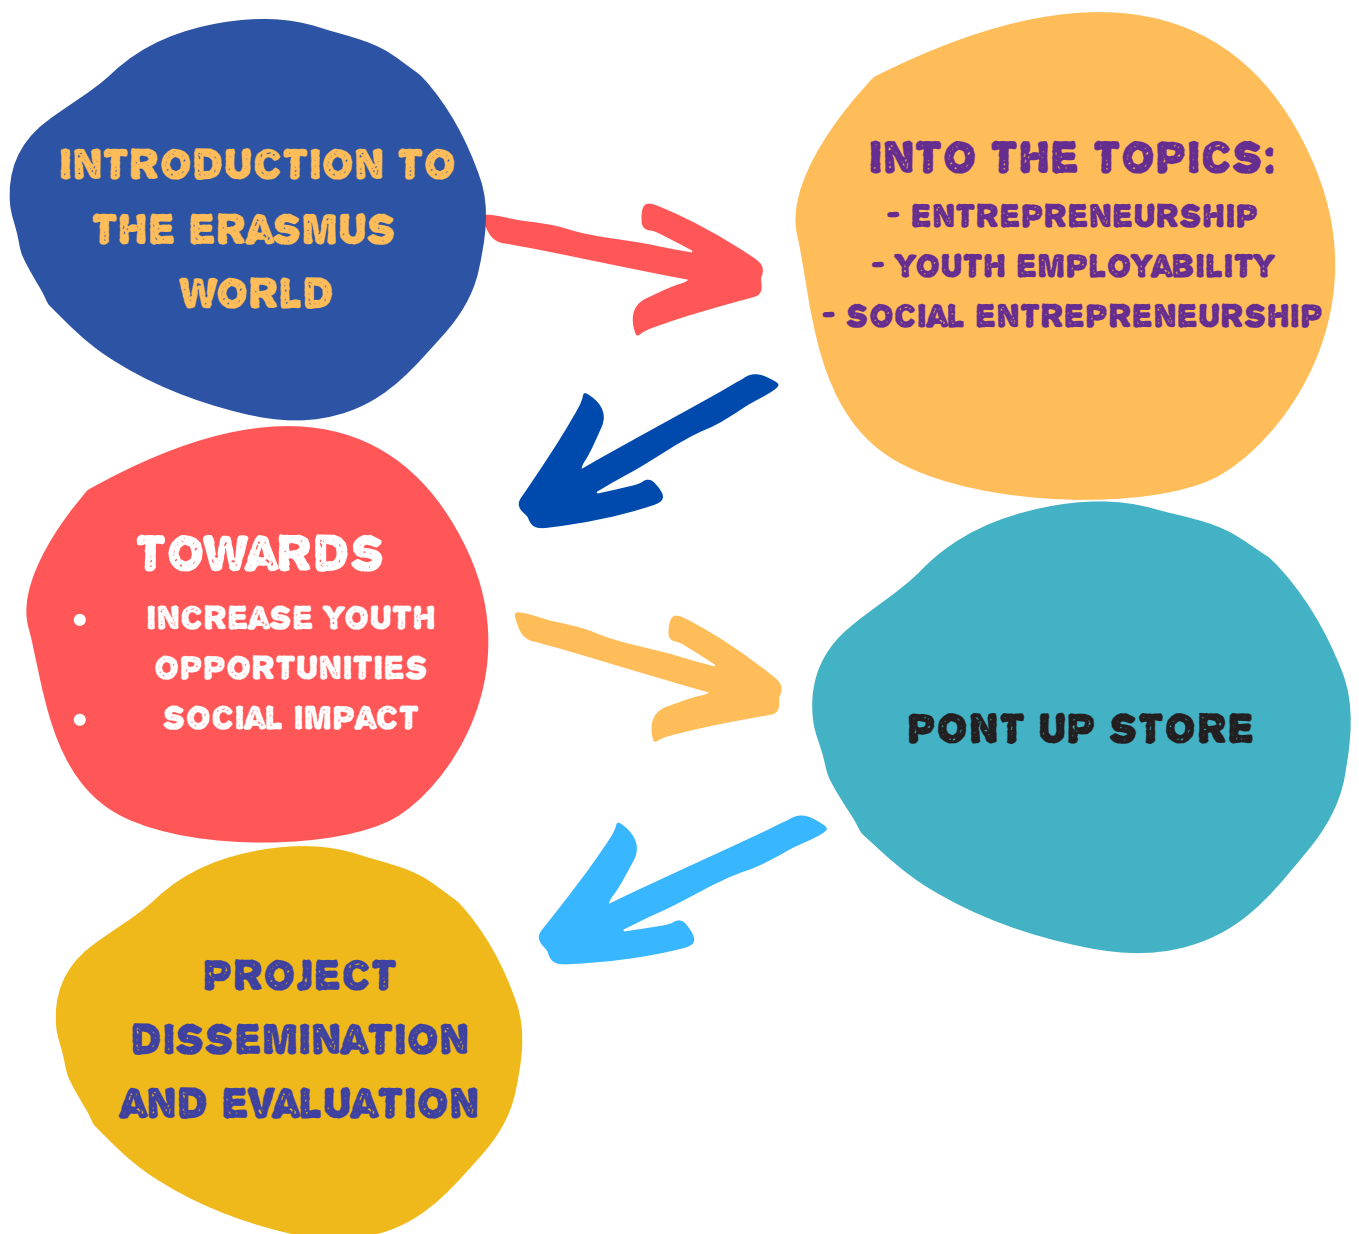 INTRODUCTION TO
THE ERASMUS
WORLD
INTO THE TOPICS:
- ENTREPRENEURSHIP
- YOUTH EMPLOYABILITY
- SOCIAL ENTREPRENEURSHIP
TOWARDS
• INCREASE YOUTH
OPPORTUNITIES
• SOCIAL IMPACT
PONT UP STORE
PROJECT
DISSEMINATION
AND EVALUATION